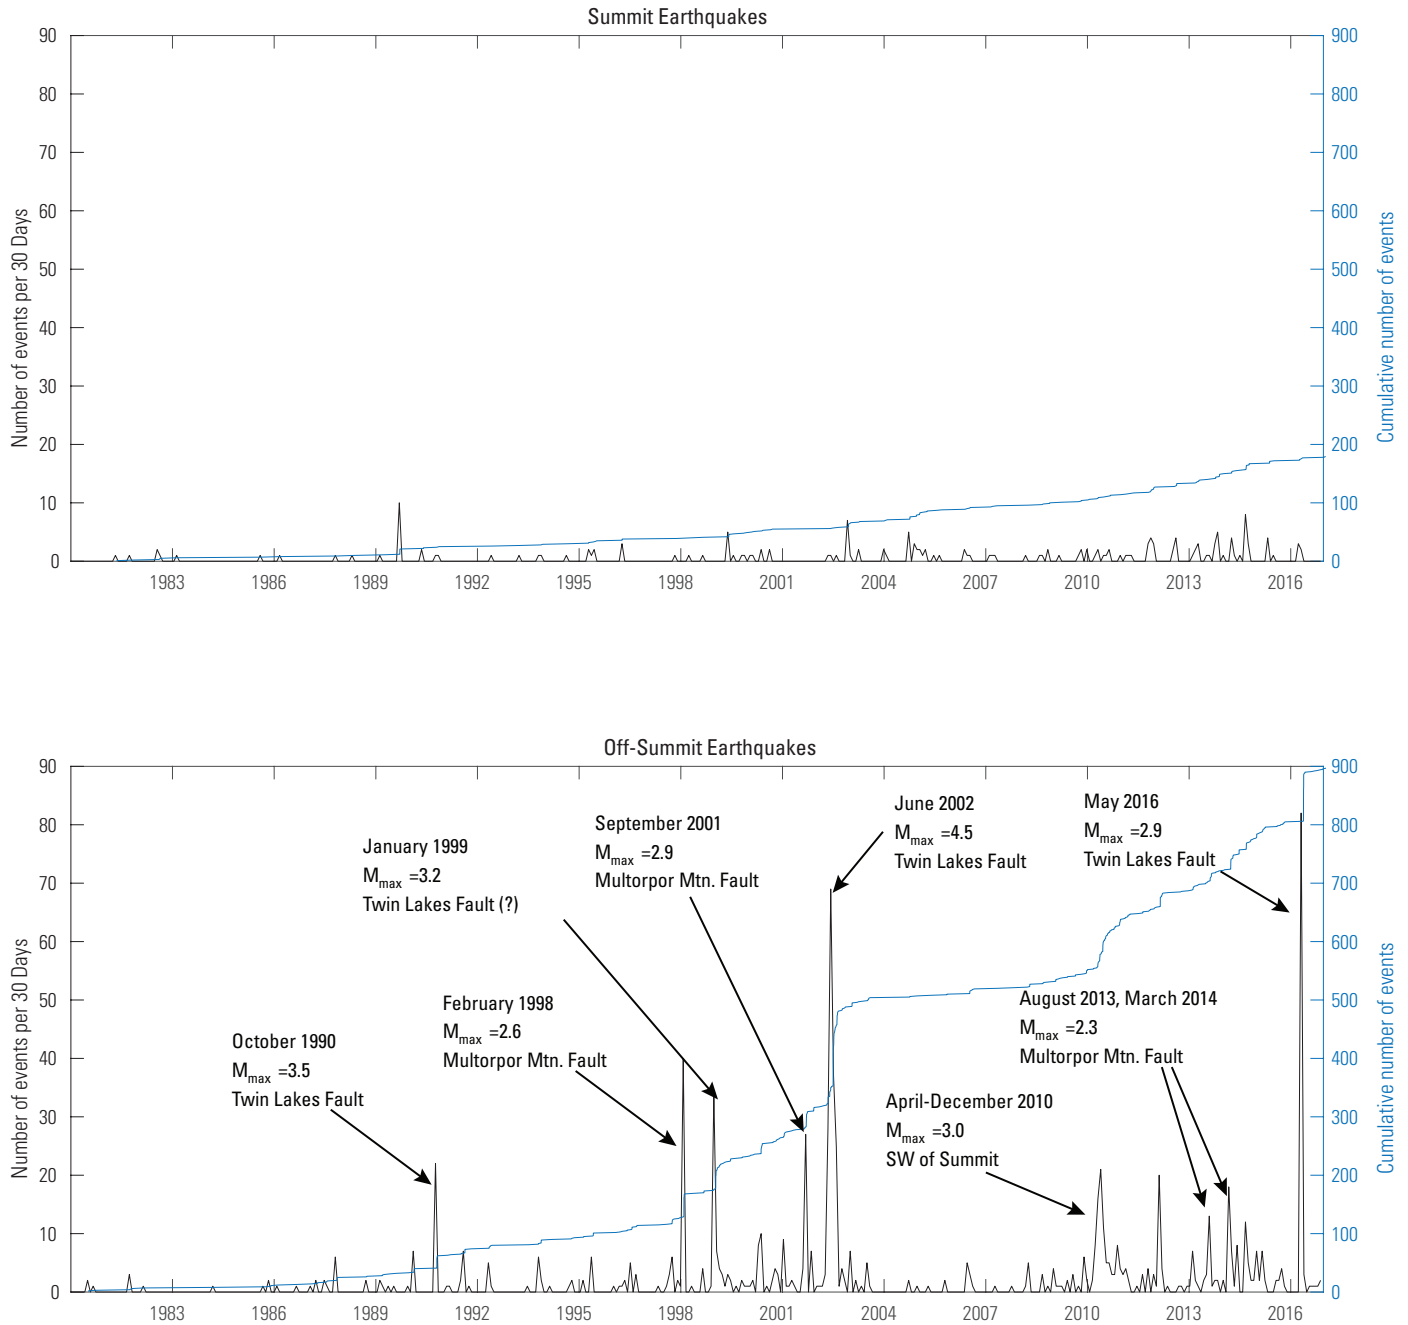 Summit Earthquakes
90
80
70
60
50
40
30
20
10
0
Number of events per 30 Days
900
800
700
600
500
400
300
200
100
0
Cumulative number of events
1983 1986 1989 1992 1995 1998 2001 2004 2007 2010 2013 2016
Off-Summit Earthquakes
90
80
70
60
50
40
30
20
10
0
Number of events per 30 Days
900
800
700
600
500
400
300
200
100
0
Cumulative number of events
October 1990
Mmax =3.5
Twin Lakes Fault
January 1999
Mmax =3.2
Twin Lakes Fault (?)
February 1998
Mmax =2.6
Multorpor Mtn. Fault
September 2001
Mmax =2.9
Multorpor Mtn. Fault
June 2002
Mmax =4.5
Twin Lakes Fault
May 2016
Mmax =2.9
Twin Lakes Fault
August 2013, March 2014
Mmax =2.3
Multorpor Mtn. Fault
April-December 2010
Mmax =3.0
SW of Summit
1983 1986 1989 1992 1995 1998 2001 2004 2007 2010 2013 2016